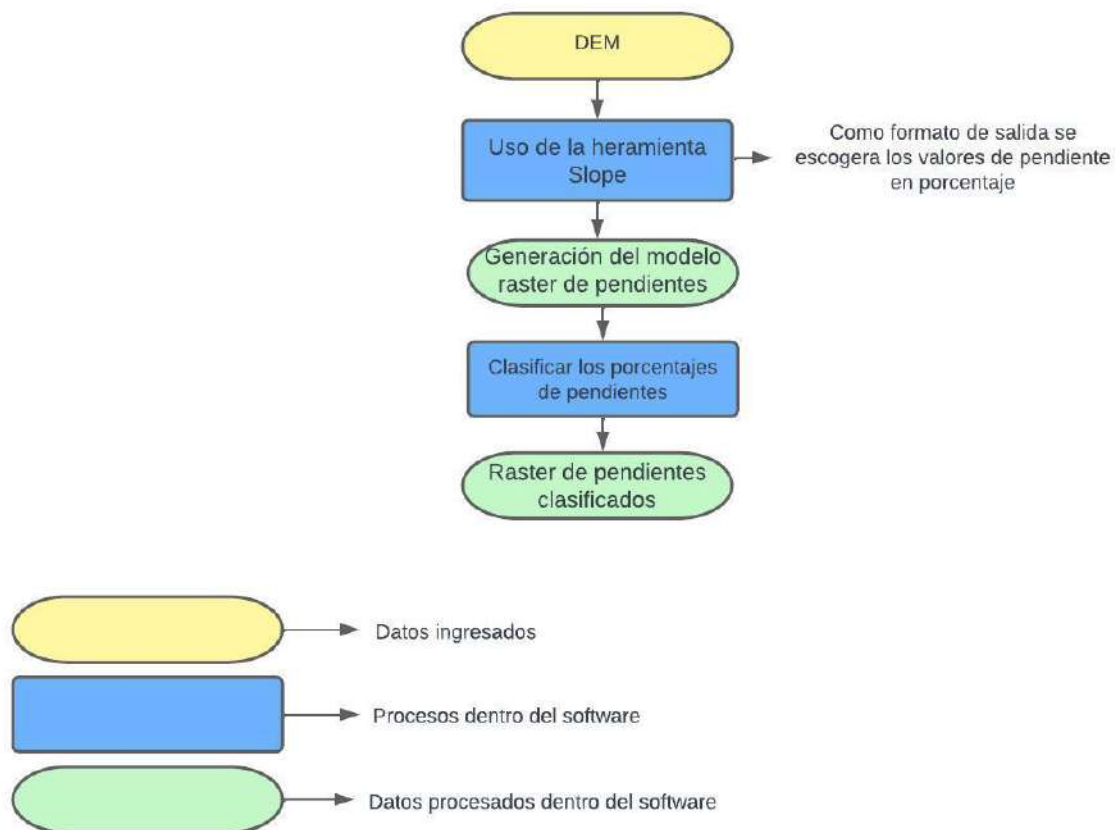 DEM
Uso de la heramienta
Slope
Como formato de salida se
escogera los valores de pendiente
en porcentaje
Generación del modelo
raster de pendientes
Clasificar los porcentajes
de pendientes
Raster de pendientes
clasificados
Datos ingresados
Procesos dentro del software
Datos procesados dentro del software